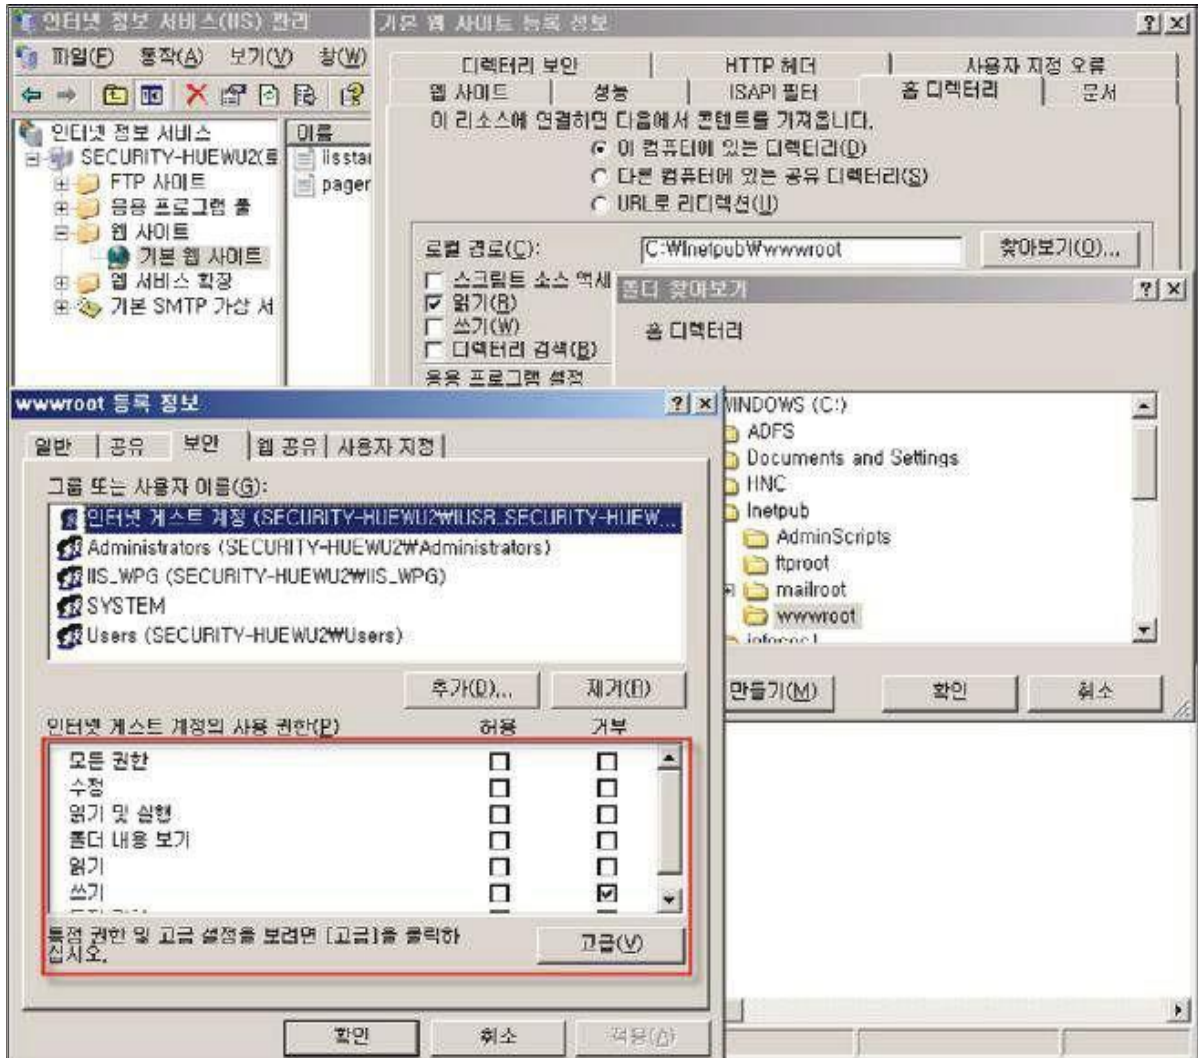 인터넷 정보 서비스(IIS) 관리
파일(F) 동작(A) 보기(V) 창(W)
인터넷 정보 서비스
SECURITY-HUEWU2(로
FTP 사이트
응용 프로그램 풀
웹 사이트
기본 웹 사이트
웹 서비스 확장
기본 SMTP 가상 서
이름
iisstar
pager
기본 웹 사이트 등록 정보
디렉터리 보안 HTTP 헤더 사용자 지정 오류
웹 사이트 성능 ISAPI 필터 홈 디렉터리 문서
이 리소스에 연결하면 다음에서 콘텐트를 가져옵니다.
이 컴퓨터에 있는 디렉터리(D)
다른 컴퓨터에 있는 공유 디렉터리(S)
URL로 리디렉션(U)
로컬 경로(C): C:₩Inetpub₩wwwroot 찾아보기(O)...
스크립트 소스 액세
읽기(R)
쓰기(W)
디렉터리 검색(B)
응용 프로그램 설정
폴더 찾아보기
홈 디렉터리
WINDOWS (C:)
ADFS
Documents and Settings
HNC
Inetpub
AdminScripts
ftproot
mailroot
wwwroot
만들기(M) 확인 취소
wwwroot 등록 정보
일반 공유 보안 웹 공유 사용자 지정
그룹 또는 사용자 이름(G):
인터넷 게스트 계정 (SECURITY-HUEWU2₩IUSR_SECURITY-HUEW...
Administrators (SECURITY-HUEWU2₩Administrators)
IIS_WPG (SECURITY-HUEWU2₩IIS_WPG)
SYSTEM
Users (SECURITY-HUEWU2₩Users)
추가(D)... 제거(R)
인터넷 게스트 계정의 사용 권한(P) 허용 거부
모든 권한
수정
읽기 및 실행
폴더 내용 보기
읽기
쓰기
특정 권한 및 고급 설정을 보려면 [고급]을 클릭하
십시오.
고급(V)
확인 취소 적용(A)